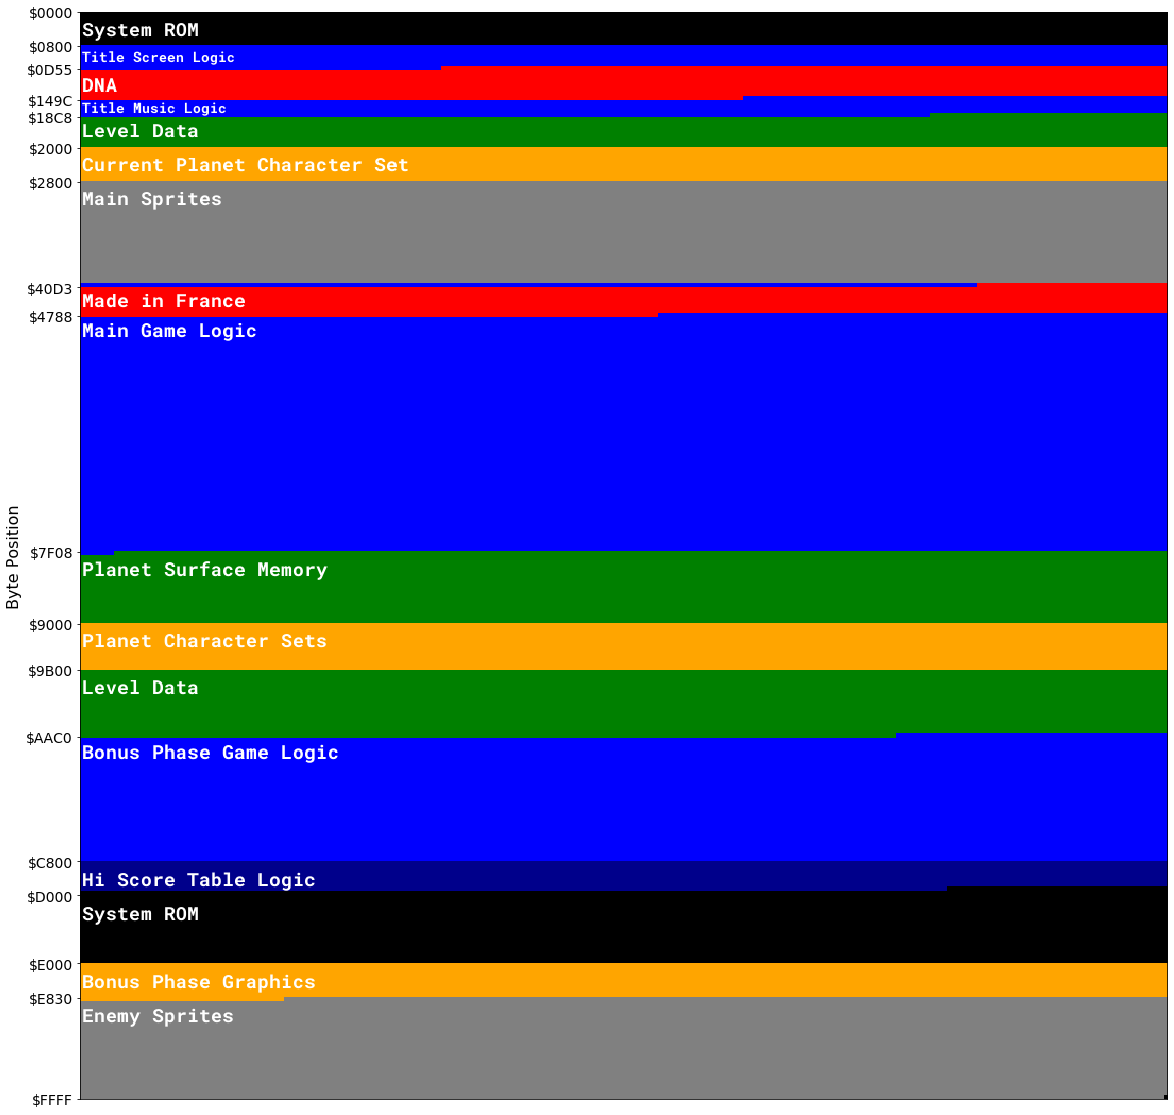 $0000
System ROM
$0800
Title Screen Logic
$0D55
DNA
$149C
Title Music Logic
$18C8
Level Data
$2000
Current Planet Character Set
$2800
Main Sprites
$40D3
Made in France
$4788
Main Game Logic
Byte Position
$7F08
Planet Surface Memory
$9000
Planet Character Sets
$9B00
Level Data
$AAC0
Bonus Phase Game Logic
$C800
Hi Score Table Logic
$D000
System ROM
$E000
Bonus Phase Graphics
$E830
Enemy Sprites
$FFFF